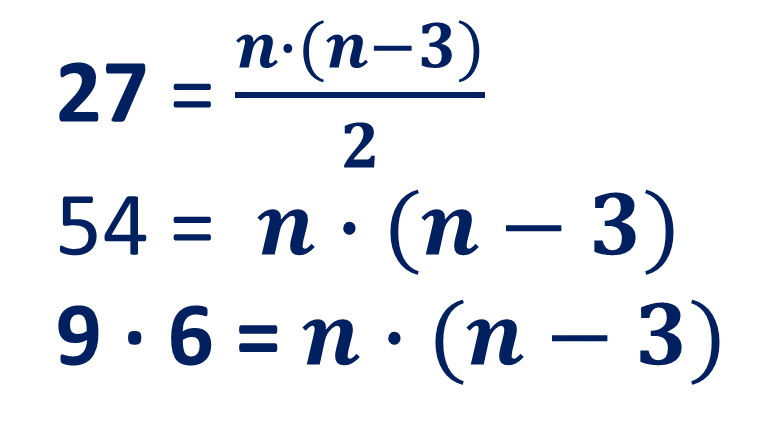 27 = n·(n−3)/2
54 = n · (n − 3)
9 · 6 = n · (n − 3)